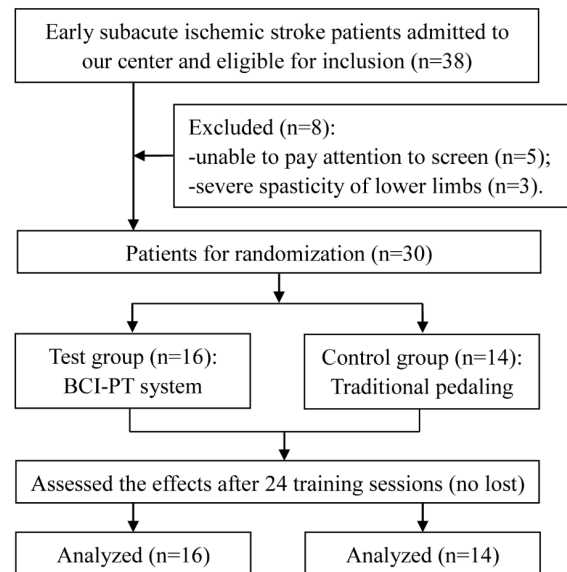 Early subacute ischemic stroke patients admitted to
our center and eligible for inclusion (n=38)
Excluded (n=8):
-unable to pay attention to screen (n=5);
-severe spasticity of lower limbs (n=3).
Patients for randomization (n=30)
Test group (n=16):
BCI-PT system
Control group (n=14):
Traditional pedaling
Assessed the effects after 24 training sessions (no lost)
Analyzed (n=16)
Analyzed (n=14)